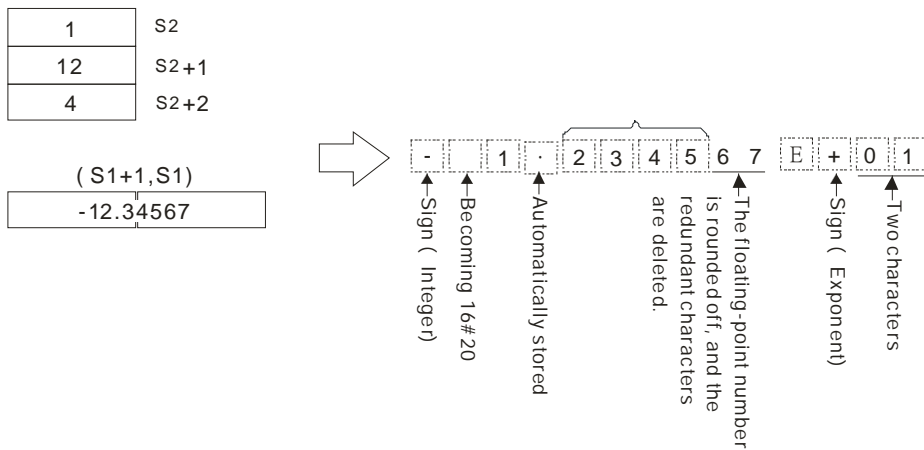 1 S2
12 S2+1
4 S2+2
(S1+1,S1)
-12.34567
- 1 . 2 3 4 5 6 7 E + 0 1
Sign ( Integer)
Becoming 16#20
Automatically stored
The floating-point number
is rounded off, and the
redundant characters
are deleted.
Sign ( Exponent)
Two characters